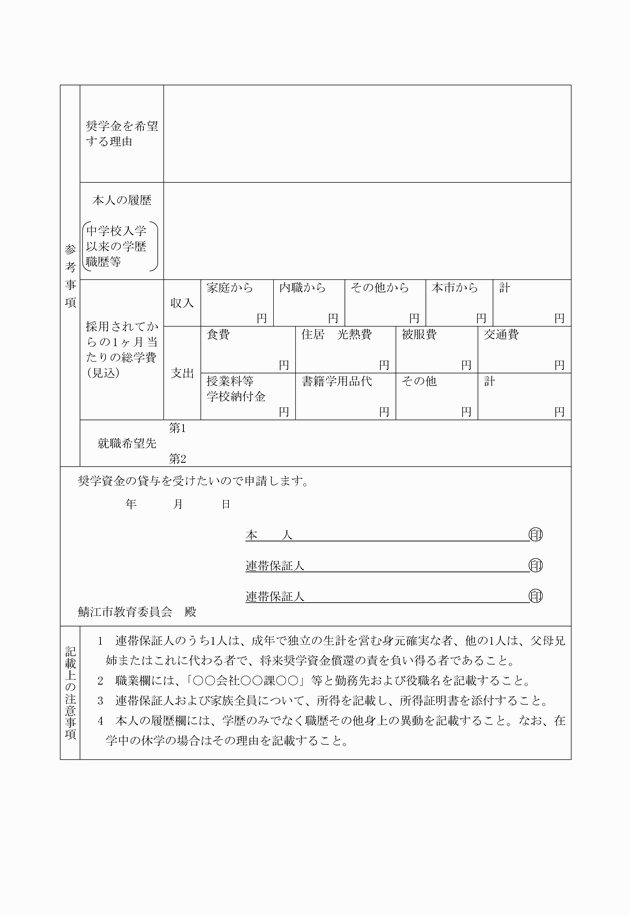 参考事項
奨学金を希望
する理由
本人の履歴
中学校入学
以来の学歴
職歴等
採用されてか
らの1ヶ月当
たりの総学費
(見込)
収入
家庭から 内職から その他から 本市から 計
円 円 円 円 円
支出
食費 住居 光熱費 被服費 交通費
円 円 円 円
授業料等 書籍学用品代 その他 計
学校納付金
円 円 円 円
就職希望先
第1
第2
奨学資金の貸与を受けたいので申請します。
年 月 日
本 人 ㊞
連帯保証人 ㊞
連帯保証人 ㊞
鯖江市教育委員会 殿
記載上の注意事項
1 連帯保証人のうち1人は、成年で独立の生計を営む身元確実な者、他の1人は、父母兄
姉またはこれに代わる者で、将来奨学資金償還の責を負い得る者であること。
2 職業欄には、「○○会社○○課○○」等と勤務先および役職名を記載すること。
3 連帯保証人および家族全員について、所得を記載し、所得証明書を添付すること。
4 本人の履歴欄には、学歴のみでなく職歴その他身上の異動を記載すること。なお、在
学中の休学の場合はその理由を記載すること。